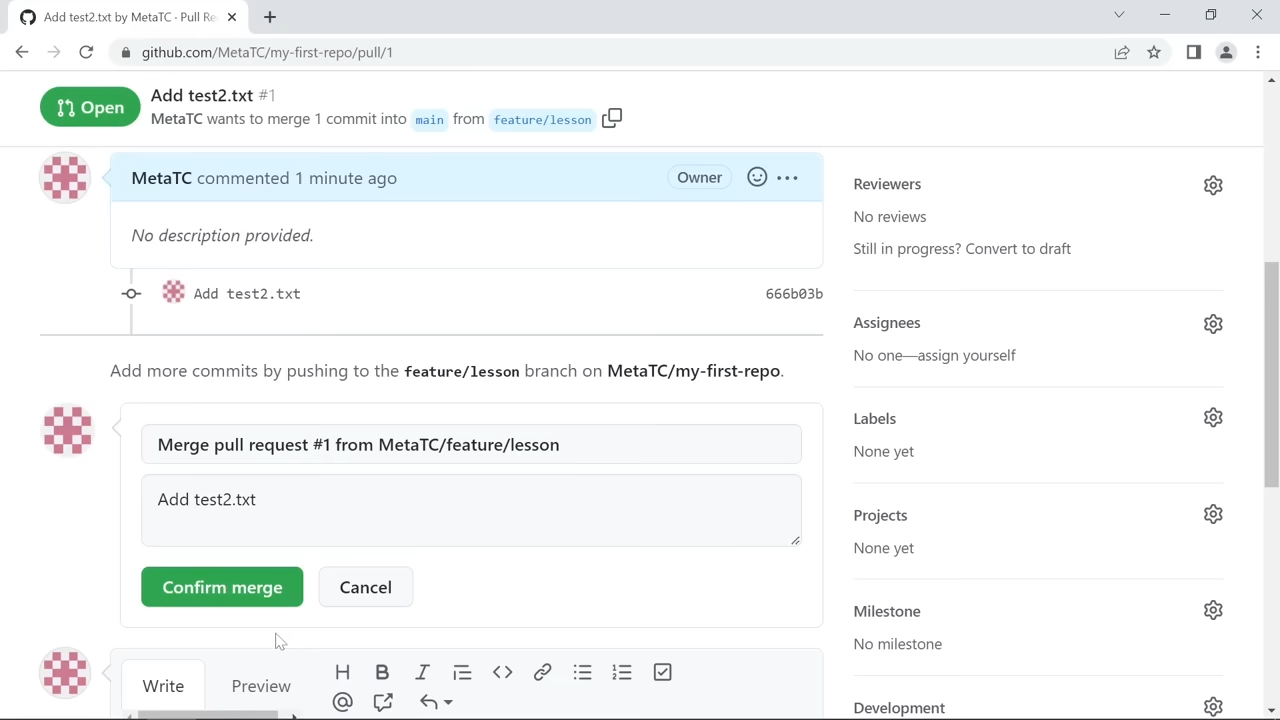 Add test2.txt by MetaTC · Pull Re
github.com/MetaTC/my-first-repo/pull/1
Open
Add test2.txt #1
MetaTC wants to merge 1 commit into main from feature/lesson
MetaTC commented 1 minute ago
Owner
No description provided.
Add test2.txt
666b03b
Add more commits by pushing to the feature/lesson branch on MetaTC/my-first-repo.
Merge pull request #1 from MetaTC/feature/lesson
Add test2.txt
Confirm merge
Cancel
Write
Preview
Reviewers
No reviews
Still in progress? Convert to draft
Assignees
No one—assign yourself
Labels
None yet
Projects
None yet
Milestone
No milestone
Development